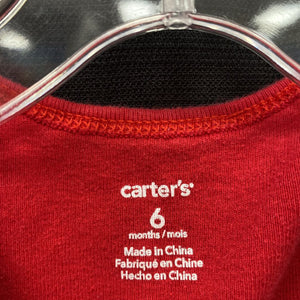 carter's
6
months / mois
Made in China
Fabriqué en Chine
Hecho en China